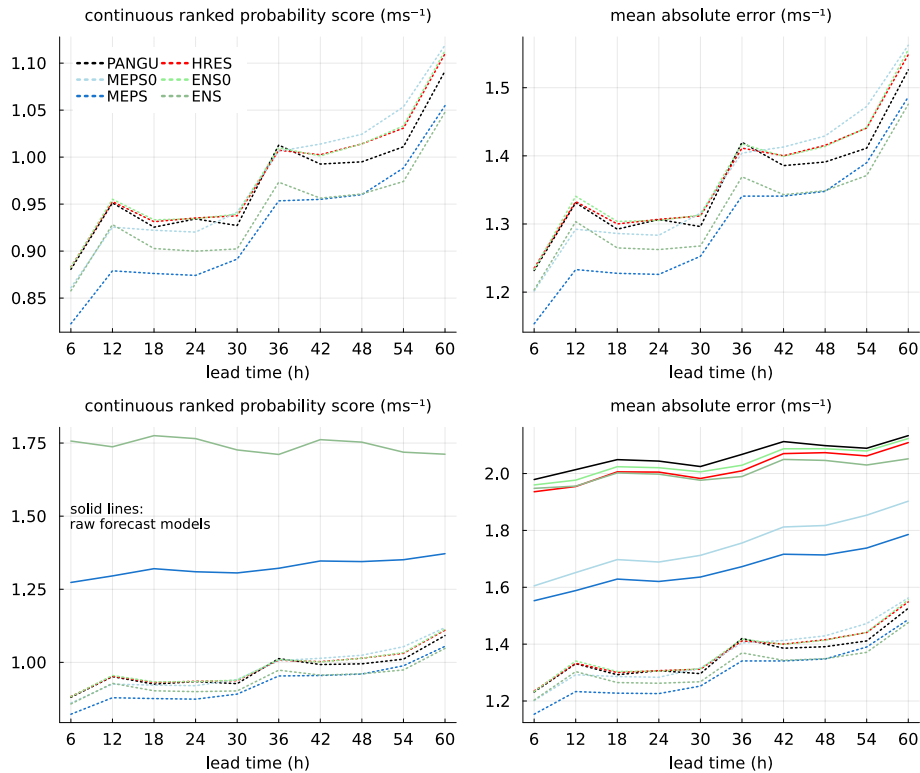 continuous ranked probability score (ms⁻¹)
1.10
1.05
1.00
0.95
0.90
0.85
PANGU HRES
MEPS0 ENS0
MEPS ENS
6 12 18 24 30 36 42 48 54 60
lead time (h)
mean absolute error (ms⁻¹)
1.5
1.4
1.3
1.2
6 12 18 24 30 36 42 48 54 60
lead time (h)
continuous ranked probability score (ms⁻¹)
1.75
1.50
1.25
1.00
solid lines:
raw forecast models
6 12 18 24 30 36 42 48 54 60
lead time (h)
mean absolute error (ms⁻¹)
2.0
1.8
1.6
1.4
1.2
6 12 18 24 30 36 42 48 54 60
lead time (h)